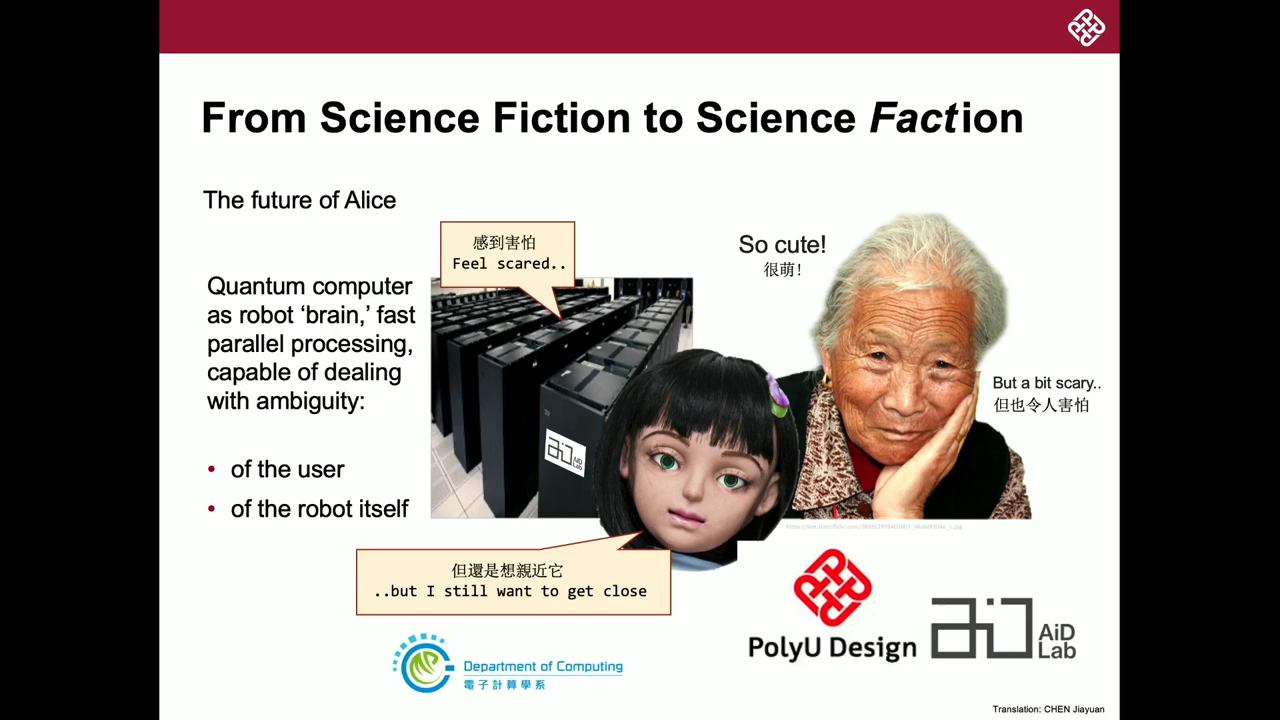 From Science Fiction to Science Faction
The future of Alice
感到害怕
Feel scared..
So cute!
很萌!
Quantum computer
as robot ‘brain,’ fast
parallel processing,
capable of dealing
with ambiguity:
But a bit scary..
但也令人害怕
AiD
Lab
• of the user
• of the robot itself
但還是想親近它
..but I still want to get close
PolyU Design
AiD
Lab
Department of Computing
電子計算學系
Translation: CHEN Jiayuan